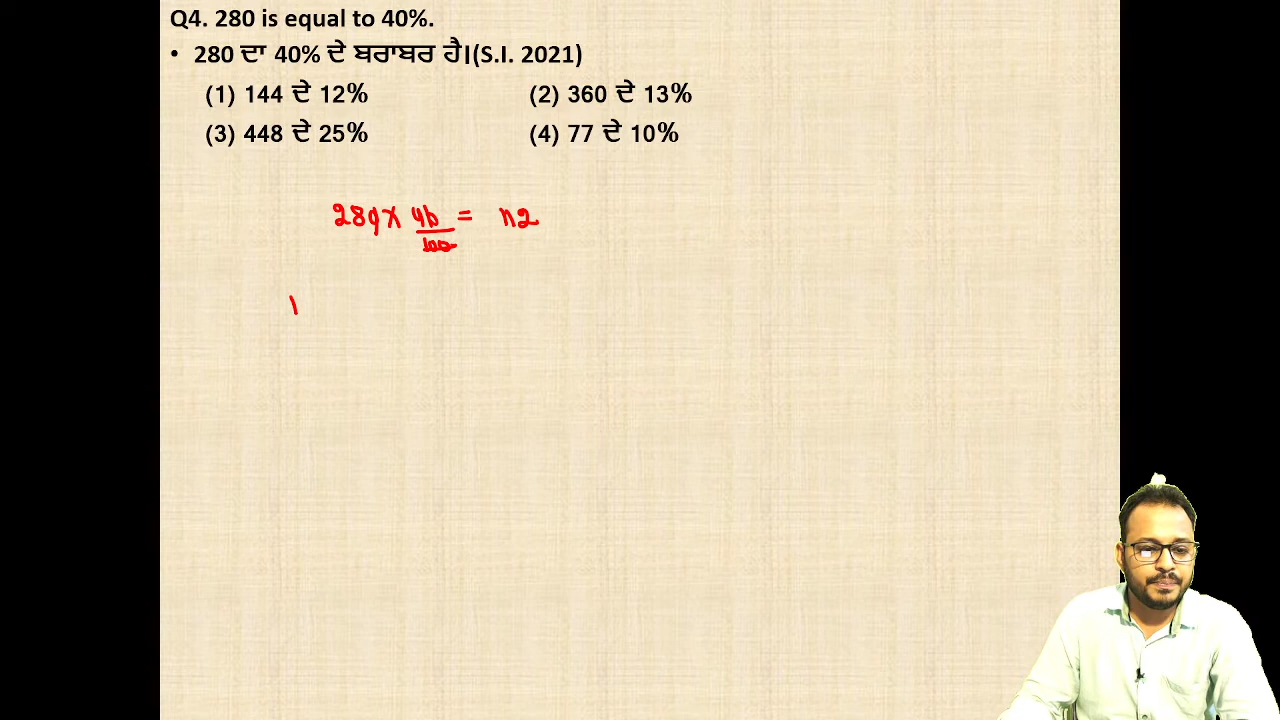 Q4. 280 is equal to 40%.
• 280 ਦਾ 40% ਦੇ ਬਰਾਬਰ ਹੈ।(S.I. 2021)
(1) 144 ਦੇ 12% (2) 360 ਦੇ 13%
(3) 448 ਦੇ 25% (4) 77 ਦੇ 10%
280 × 40/100 = 112